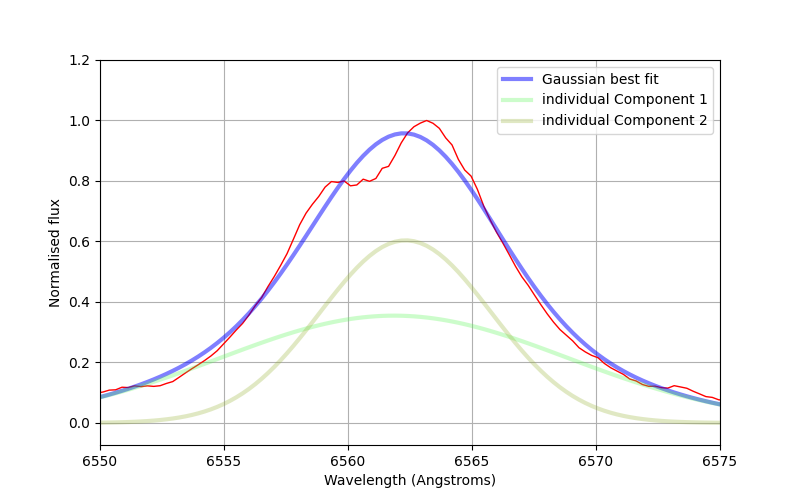 1.2
1.0
0.8
0.6
0.4
0.2
0.0
Normalised flux
Gaussian best fit
individual Component 1
individual Component 2
6550 6555 6560 6565 6570 6575
Wavelength (Angstroms)